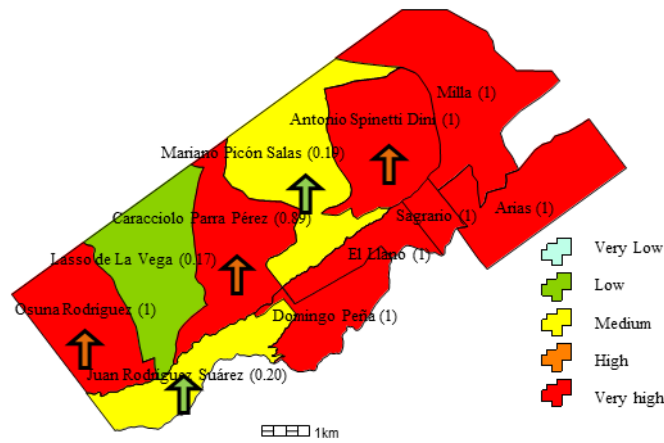 Milla (1)
Antonio Spinetti Dini (1)
Mariano Picón Salas (0.19)
Caracciolo Parra Pérez (0.89)
Sagrario (1)
Arias (1)
Lasso de La Vega (0.17)
El Llano (1)
Osuna Rodríguez (1)
Domingo Peña (1)
Juan Rodríguez Suárez (0.20)
Very Low
Low
Medium
High
Very high
1km